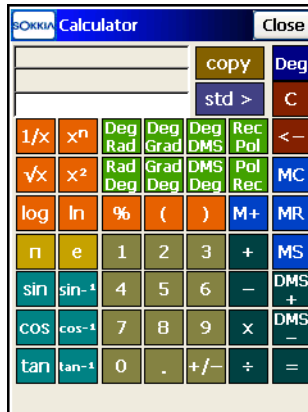 SOKKIA Calculator Close
copy Deg
std > C
1/x xⁿ Deg Rad Deg Grad Deg DMS Rec Pol <-
√x x² Rad Deg Grad Deg DMS Deg Pol Rec MC
log ln % ( ) M+ MR
π e 1 2 3 + MS
sin sin-¹ 4 5 6 - DMS +
cos cos-¹ 7 8 9 x DMS -
tan tan-¹ 0 . +/- ÷ =